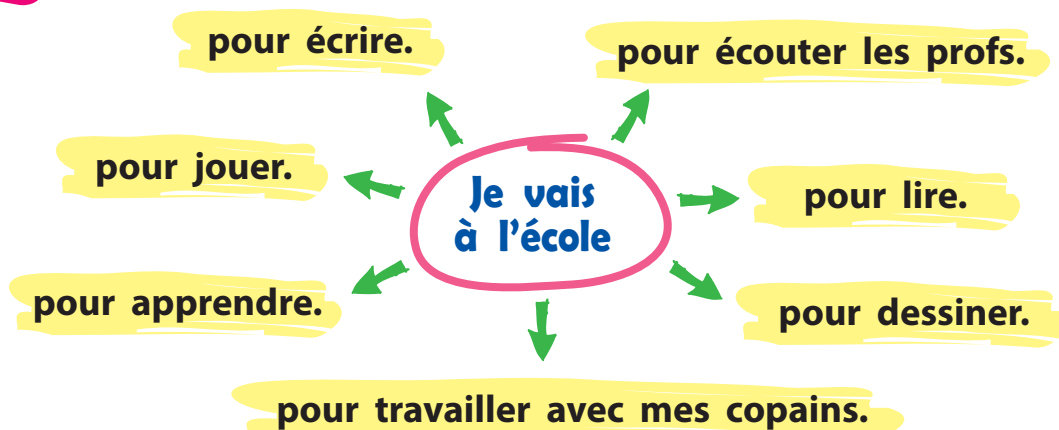 pour écrire.
pour écouter les profs.
pour jouer.
Je vais
à l'école
pour lire.
pour apprendre.
pour dessiner.
pour travailler avec mes copains.